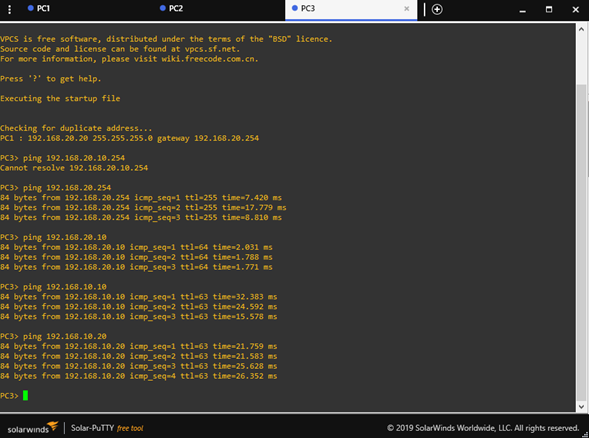 PC1
PC2
PC3
VPCS is free software, distributed under the terms of the "BSD" licence.
Source code and license can be found at vpcs.sf.net.
For more information, please visit wiki.freecode.com.cn.
Press '?' to get help.
Executing the startup file
Checking for duplicate address...
PC1 : 192.168.20.20 255.255.255.0 gateway 192.168.20.254
PC3> ping 192.168.20.10.254
Cannot resolve 192.168.20.10.254
PC3> ping 192.168.20.254
84 bytes from 192.168.20.254 icmp_seq=1 ttl=255 time=7.420 ms
84 bytes from 192.168.20.254 icmp_seq=2 ttl=255 time=17.779 ms
84 bytes from 192.168.20.254 icmp_seq=3 ttl=255 time=8.810 ms
PC3> ping 192.168.20.10
84 bytes from 192.168.20.10 icmp_seq=1 ttl=64 time=2.031 ms
84 bytes from 192.168.20.10 icmp_seq=2 ttl=64 time=1.788 ms
84 bytes from 192.168.20.10 icmp_seq=3 ttl=64 time=1.771 ms
PC3> ping 192.168.10.10
84 bytes from 192.168.10.10 icmp_seq=1 ttl=63 time=32.383 ms
84 bytes from 192.168.10.10 icmp_seq=2 ttl=63 time=24.592 ms
84 bytes from 192.168.10.10 icmp_seq=3 ttl=63 time=15.578 ms
PC3> ping 192.168.10.20
84 bytes from 192.168.10.20 icmp_seq=1 ttl=63 time=21.759 ms
84 bytes from 192.168.10.20 icmp_seq=2 ttl=63 time=21.583 ms
84 bytes from 192.168.10.20 icmp_seq=3 ttl=63 time=25.628 ms
84 bytes from 192.168.10.20 icmp_seq=4 ttl=63 time=26.352 ms
PC3>
solarwinds Solar-PuTTY free tool © 2019 SolarWinds Worldwide, LLC. All rights reserved.